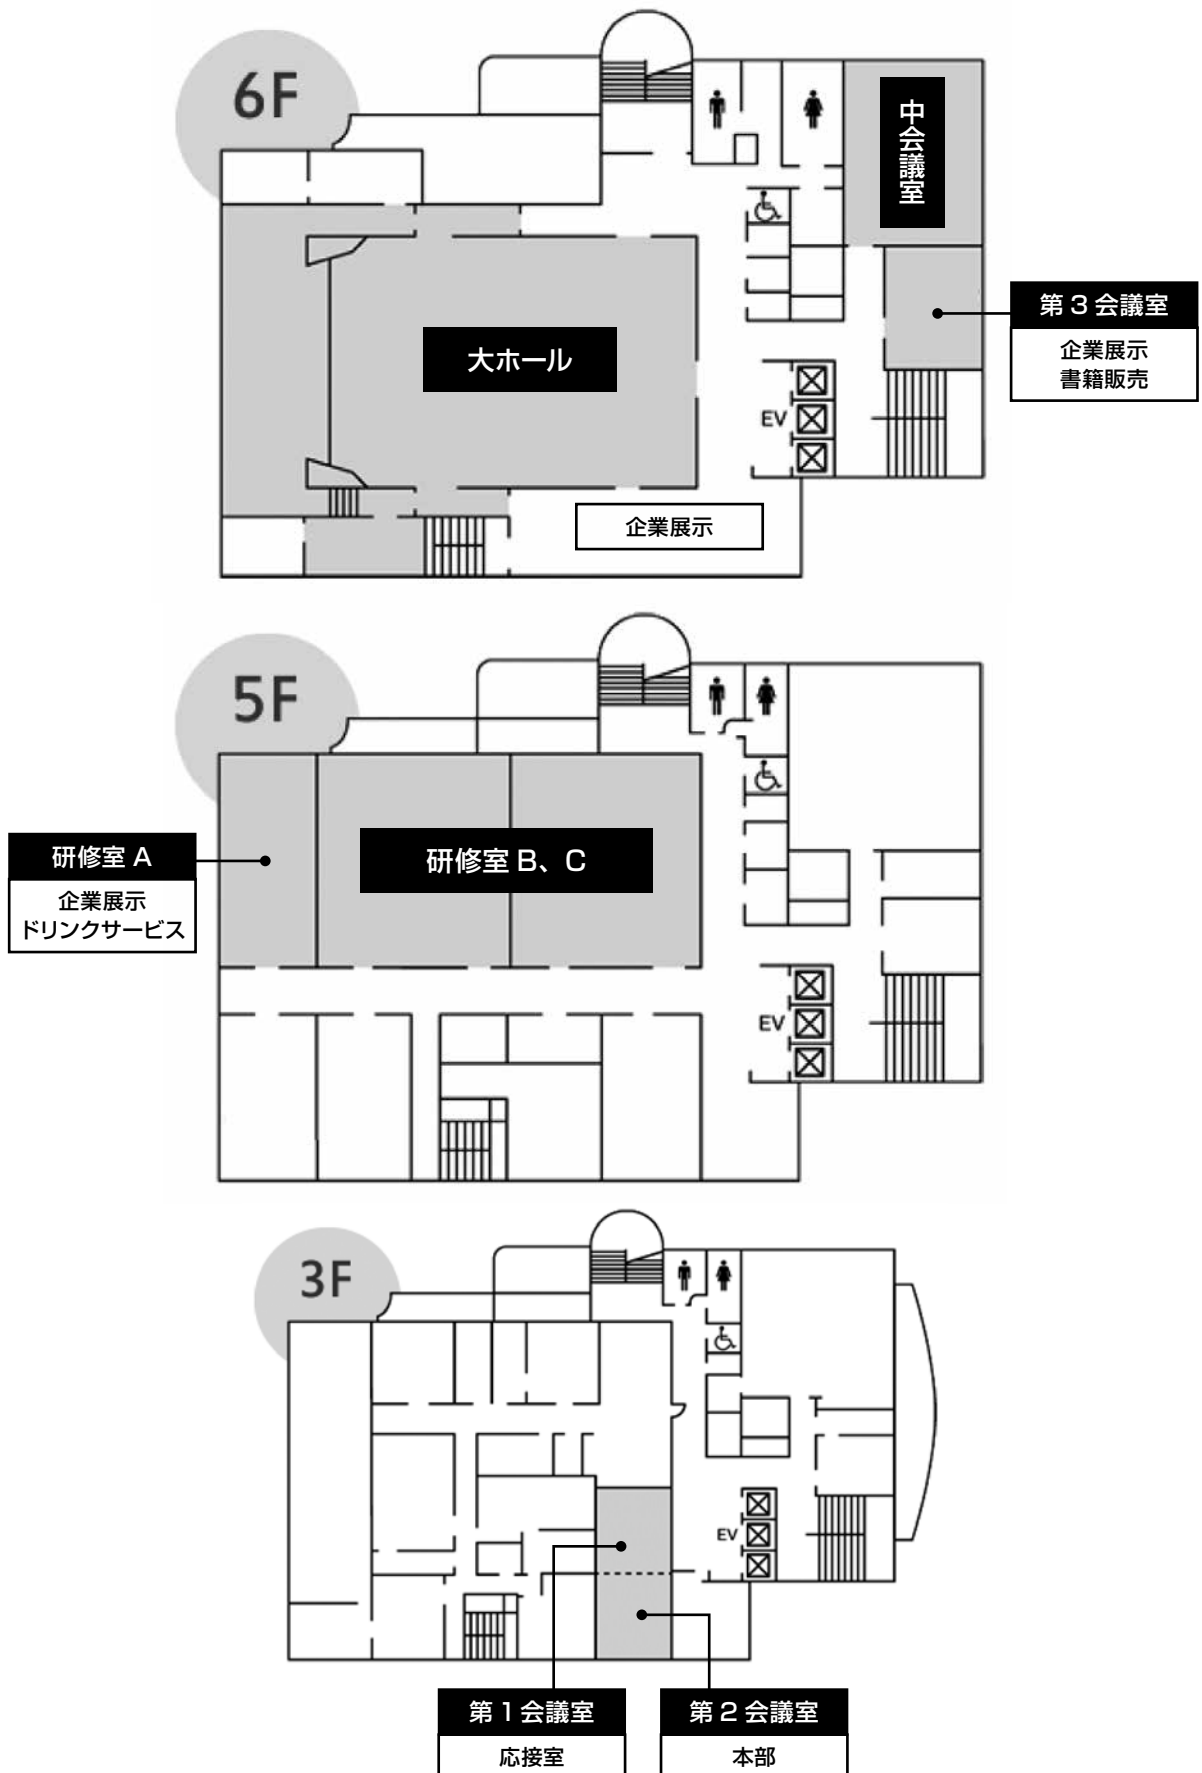 6F
中会議室
第3会議室
企業展示
書籍販売
大ホール
EV
企業展示
5F
研修室 A
企業展示
ドリンクサービス
研修室 B、C
EV
3F
EV
第1会議室
応接室
第2会議室
本部